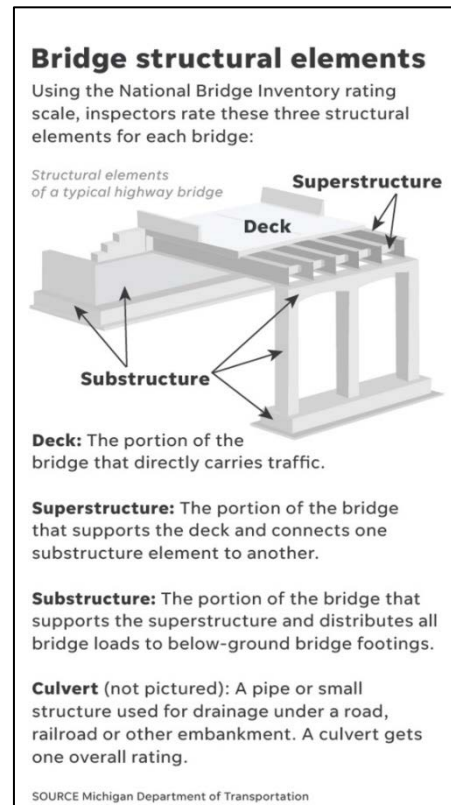 Bridge structural elements
Using the National Bridge Inventory rating
scale, inspectors rate these three structural
elements for each bridge:
Structural elements
of a typical highway bridge
Superstructure
Deck
Substructure
Deck: The portion of the
bridge that directly carries traffic.
Superstructure: The portion of the bridge
that supports the deck and connects one
substructure element to another.
Substructure: The portion of the bridge that
supports the superstructure and distributes all
bridge loads to below-ground bridge footings.
Culvert (not pictured): A pipe or small
structure used for drainage under a road,
railroad or other embankment. A culvert gets
one overall rating.
SOURCE Michigan Department of Transportation